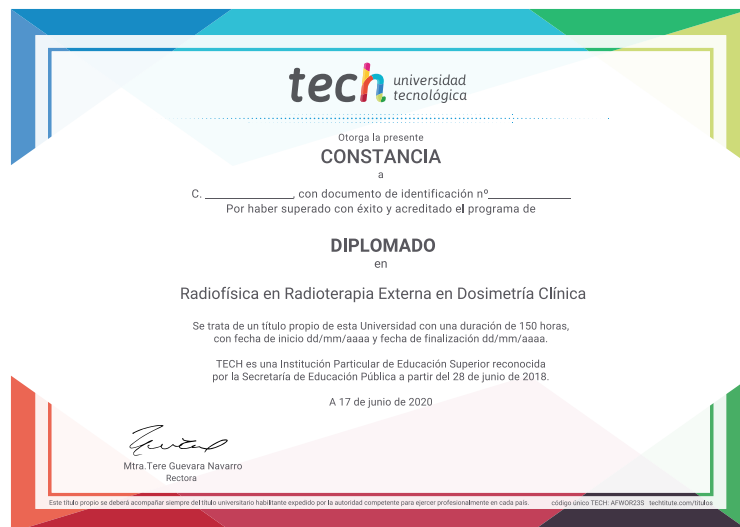 tech universidad
tecnológica
Otorga la presente
CONSTANCIA
a
C. ______________, con documento de identificación nº______________
Por haber superado con éxito y acreditado el programa de
DIPLOMADO
en
Radiofísica en Radioterapia Externa en Dosimetría Clínica
Se trata de un título propio de esta Universidad con una duración de 150 horas,
con fecha de inicio dd/mm/aaaa y fecha de finalización dd/mm/aaaa.
TECH es una Institución Particular de Educación Superior reconocida
por la Secretaría de Educación Pública a partir del 28 de junio de 2018.
A 17 de junio de 2020
Mtra.Tere Guevara Navarro
Rectora
Este título propio se deberá acompañar siempre del título universitario habilitante expedido por la autoridad competente para ejercer profesionalmente en cada país. código único TECH: AFWOR23S techtitute.com/títulos